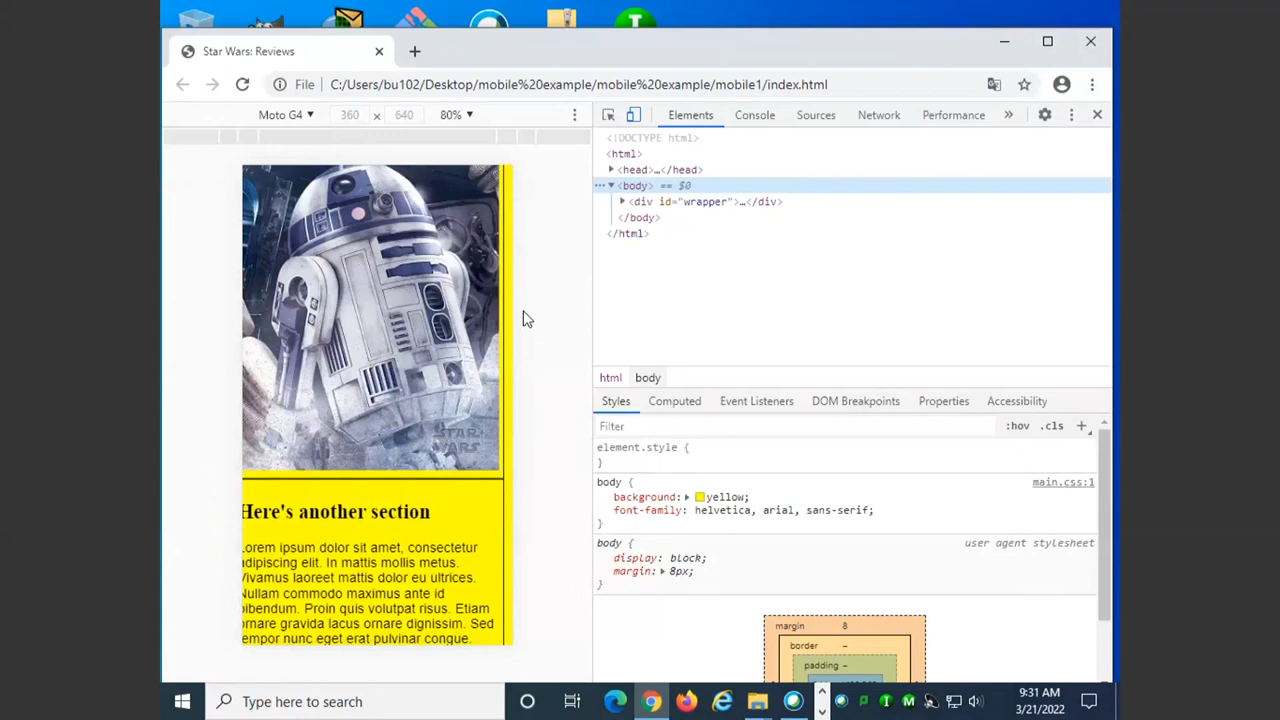 Star Wars: Reviews
File C:/Users/bu102/Desktop/mobile%20example/mobile%20example/mobile1/index.html
Moto G4 360 × 640 80%
Elements Console Sources Network Performance »
<!DOCTYPE html>
<html>
<head>…</head>
<body> == $0
<div id="wrapper">…</div>
</body>
</html>
STAR
WARS
Here's another section
Lorem ipsum dolor sit amet, consectetur
adipiscing elit. In mattis mollis metus.
Vivamus laoreet mattis dolor eu ultrices.
Nullam commodo maximus ante id
bibendum. Proin quis volutpat risus. Etiam
ornare gravida lacus ornare dignissim. Sed
tempor nunc eget erat pulvinar congue.
html body
Styles Computed Event Listeners DOM Breakpoints Properties Accessibility
Filter :hov .cls +
element.style {
}
body { main.css:1
background: yellow;
font-family: helvetica, arial, sans-serif;
}
body { user agent stylesheet
display: block;
margin: 8px;
}
margin 8
border –
padding –
Type here to search
9:31 AM
3/21/2022